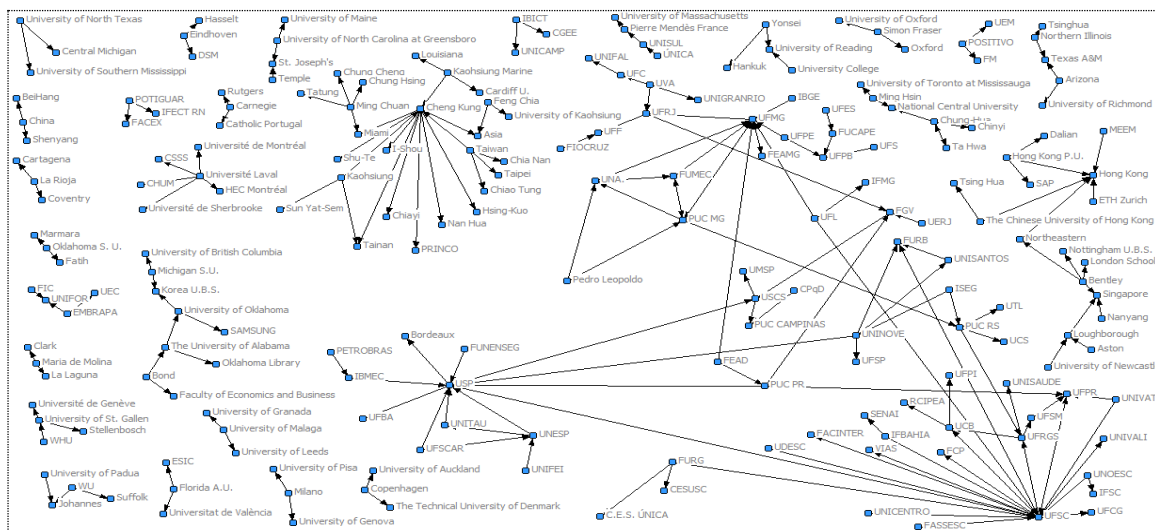 University of North Texas
Central Michigan
University of Southern Mississippi
Hasselt
Eindhoven
DSM
University of Maine
University of North Carolina at Greensboro
St. Joseph's
Temple
Louisiana
Kaohsiung Marine
Cardiff U.
Chung Cheng
Chung Hsing
Tatung
Ming Chuan
Cheng Kung
Feng Chia
University of Kaohsiung
Miami
Asia
Shu-Te
I-Shou
Taiwan
Kaohsiung
Chia Nan
Taipei
Chiao Tung
Sun Yat-Sem
Chiayi
Hsing-Kuo
Nan Hua
Tainan
PRINCO
IBICT
CGEE
UNICAMP
University of Massachusetts
Pierre Mendès France
UNISUL
ÚNICA
UNIFAL
UFC
UVA
UNIGRANRIO
UFRJ
UFF
FIOCRUZ
Yonsei
University of Reading
Hankuk
University College
University of Oxford
Simon Fraser
Oxford
UEM
POSITIVO
FM
Tsinghua
Northern Illinois
Texas A&M
Arizona
University of Richmond
University of Toronto at Mississauga
Ming Hsin
National Central University
Chung-Hua
Chinyi
Ta Hwa
IBGE
UFMG
UFPE
UFES
FUCAPE
UFS
FEAMG
UFPB
Dalian
MEEM
Hong Kong P.U.
SAP
Hong Kong
ETH Zurich
Tsing Hua
The Chinese University of Hong Kong
Northeastern
BeiHang
China
Shenyang
POTIGUAR
IFECT RN
FACEX
Rutgers
Carnegie
Catholic Portugal
Cartagena
La Rioja
Coventry
Université de Montréal
CSSS
Université Laval
CHUM
HEC Montréal
Université de Sherbrooke
UNA.
FUMEC
PUC MG
Pedro Leopoldo
IFMG
UFL
FGV
UERJ
FURB
UNISANTOS
Nottingham U.B.S.
London School
Bentley
Singapore
Nanyang
Loughborough
Aston
University of Newcastl
Marmara
Oklahoma S. U.
Fatih
University of British Columbia
Michigan S.U.
Korea U.B.S.
University of Oklahoma
SAMSUNG
The University of Alabama
Oklahoma Library
Bond
Faculty of Economics and Business
FIC
UNIFOR
UEC
EMBRAPA
UMSP
USCS
CPqD
PUC CAMPINAS
ISEG
UTL
PUC RS
UCS
UNINOVE
UFSP
Bordeaux
FUNENSEG
PETROBRAS
IBMEC
USP
FEAD
PUC PR
UFBA
UNITAU
UFSCAR
UNESP
UNIFEI
Clark
Maria de Molina
La Laguna
Université de Genève
University of St. Gallen
Stellenbosch
WHU
University of Granada
University of Malaga
University of Leeds
UFPI
UNISAUDE
RCIPEA
UFPR
UNIVAT
SENAI
UCB
UFSM
FACINTER
IFBAHIA
UFRGS
UNIVALI
UDESC
VIAS
FCP
FURG
CESUSC
C.E.S. ÚNICA
UNOESC
IFSC
UFCG
UFSC
UNICENTRO
FASSESC
University of Padua
WU
Johannes
Suffolk
ESIC
Florida A.U.
Universitat de València
University of Pisa
Milano
University of Genova
University of Auckland
Copenhagen
The Technical University of Denmark